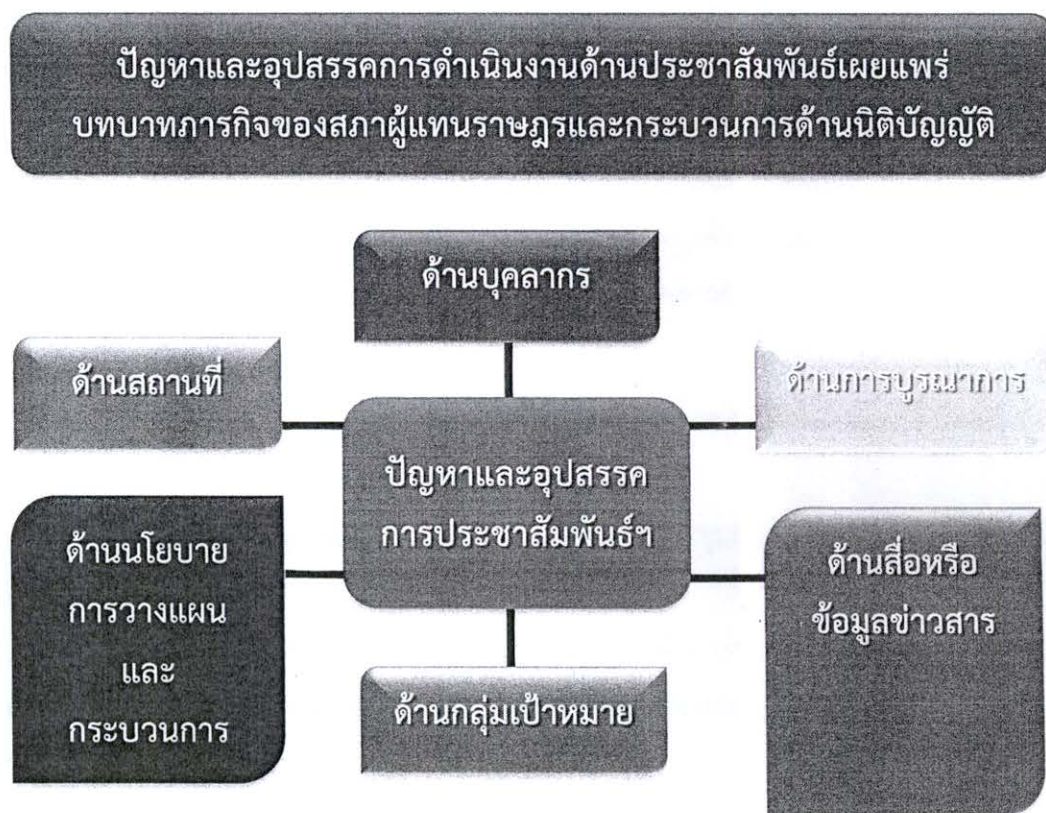 ปัญหาและอุปสรรคการดำเนินงานด้านประชาสัมพันธ์เผยแพร่
บทบาทภารกิจของสภาผู้แทนราษฎรและกระบวนการด้านนิติบัญญัติ
ด้านบุคลากร
ด้านสถานที่
ด้านการบูรณาการ
ปัญหาและอุปสรรค
การประชาสัมพันธ์ฯ
ด้านนโยบาย
การวางแผน
และ
กระบวนการ
ด้านสื่อหรือ
ข้อมูลข่าวสาร
ด้านกลุ่มเป้าหมาย